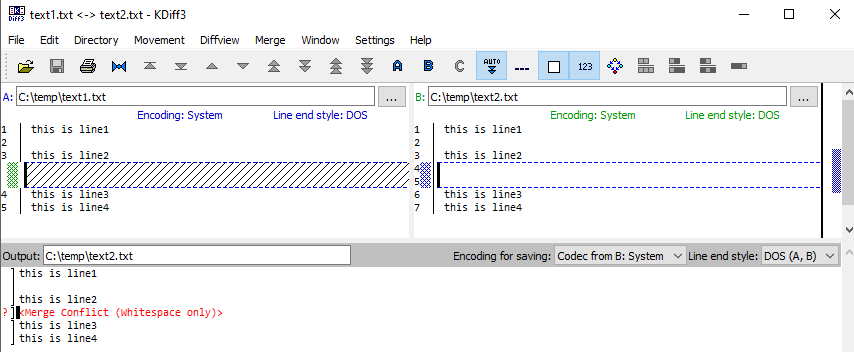 text1.txt <-> text2.txt - KDiff3
File Edit Directory Movement Diffview Merge Window Settings Help
A B C AUTO 123
A: C:\temp\text1.txt ...
Encoding: System Line end style: DOS
1 this is line1
2
3 this is line2
4 this is line3
5 this is line4
B: C:\temp\text2.txt ...
Encoding: System Line end style: DOS
1 this is line1
2
3 this is line2
4
5
6 this is line3
7 this is line4
Output: C:\temp\text2.txt Encoding for saving: Codec from B: System Line end style: DOS (A, B)
this is line1
this is line2
? <Merge Conflict (Whitespace only)>
this is line3
this is line4